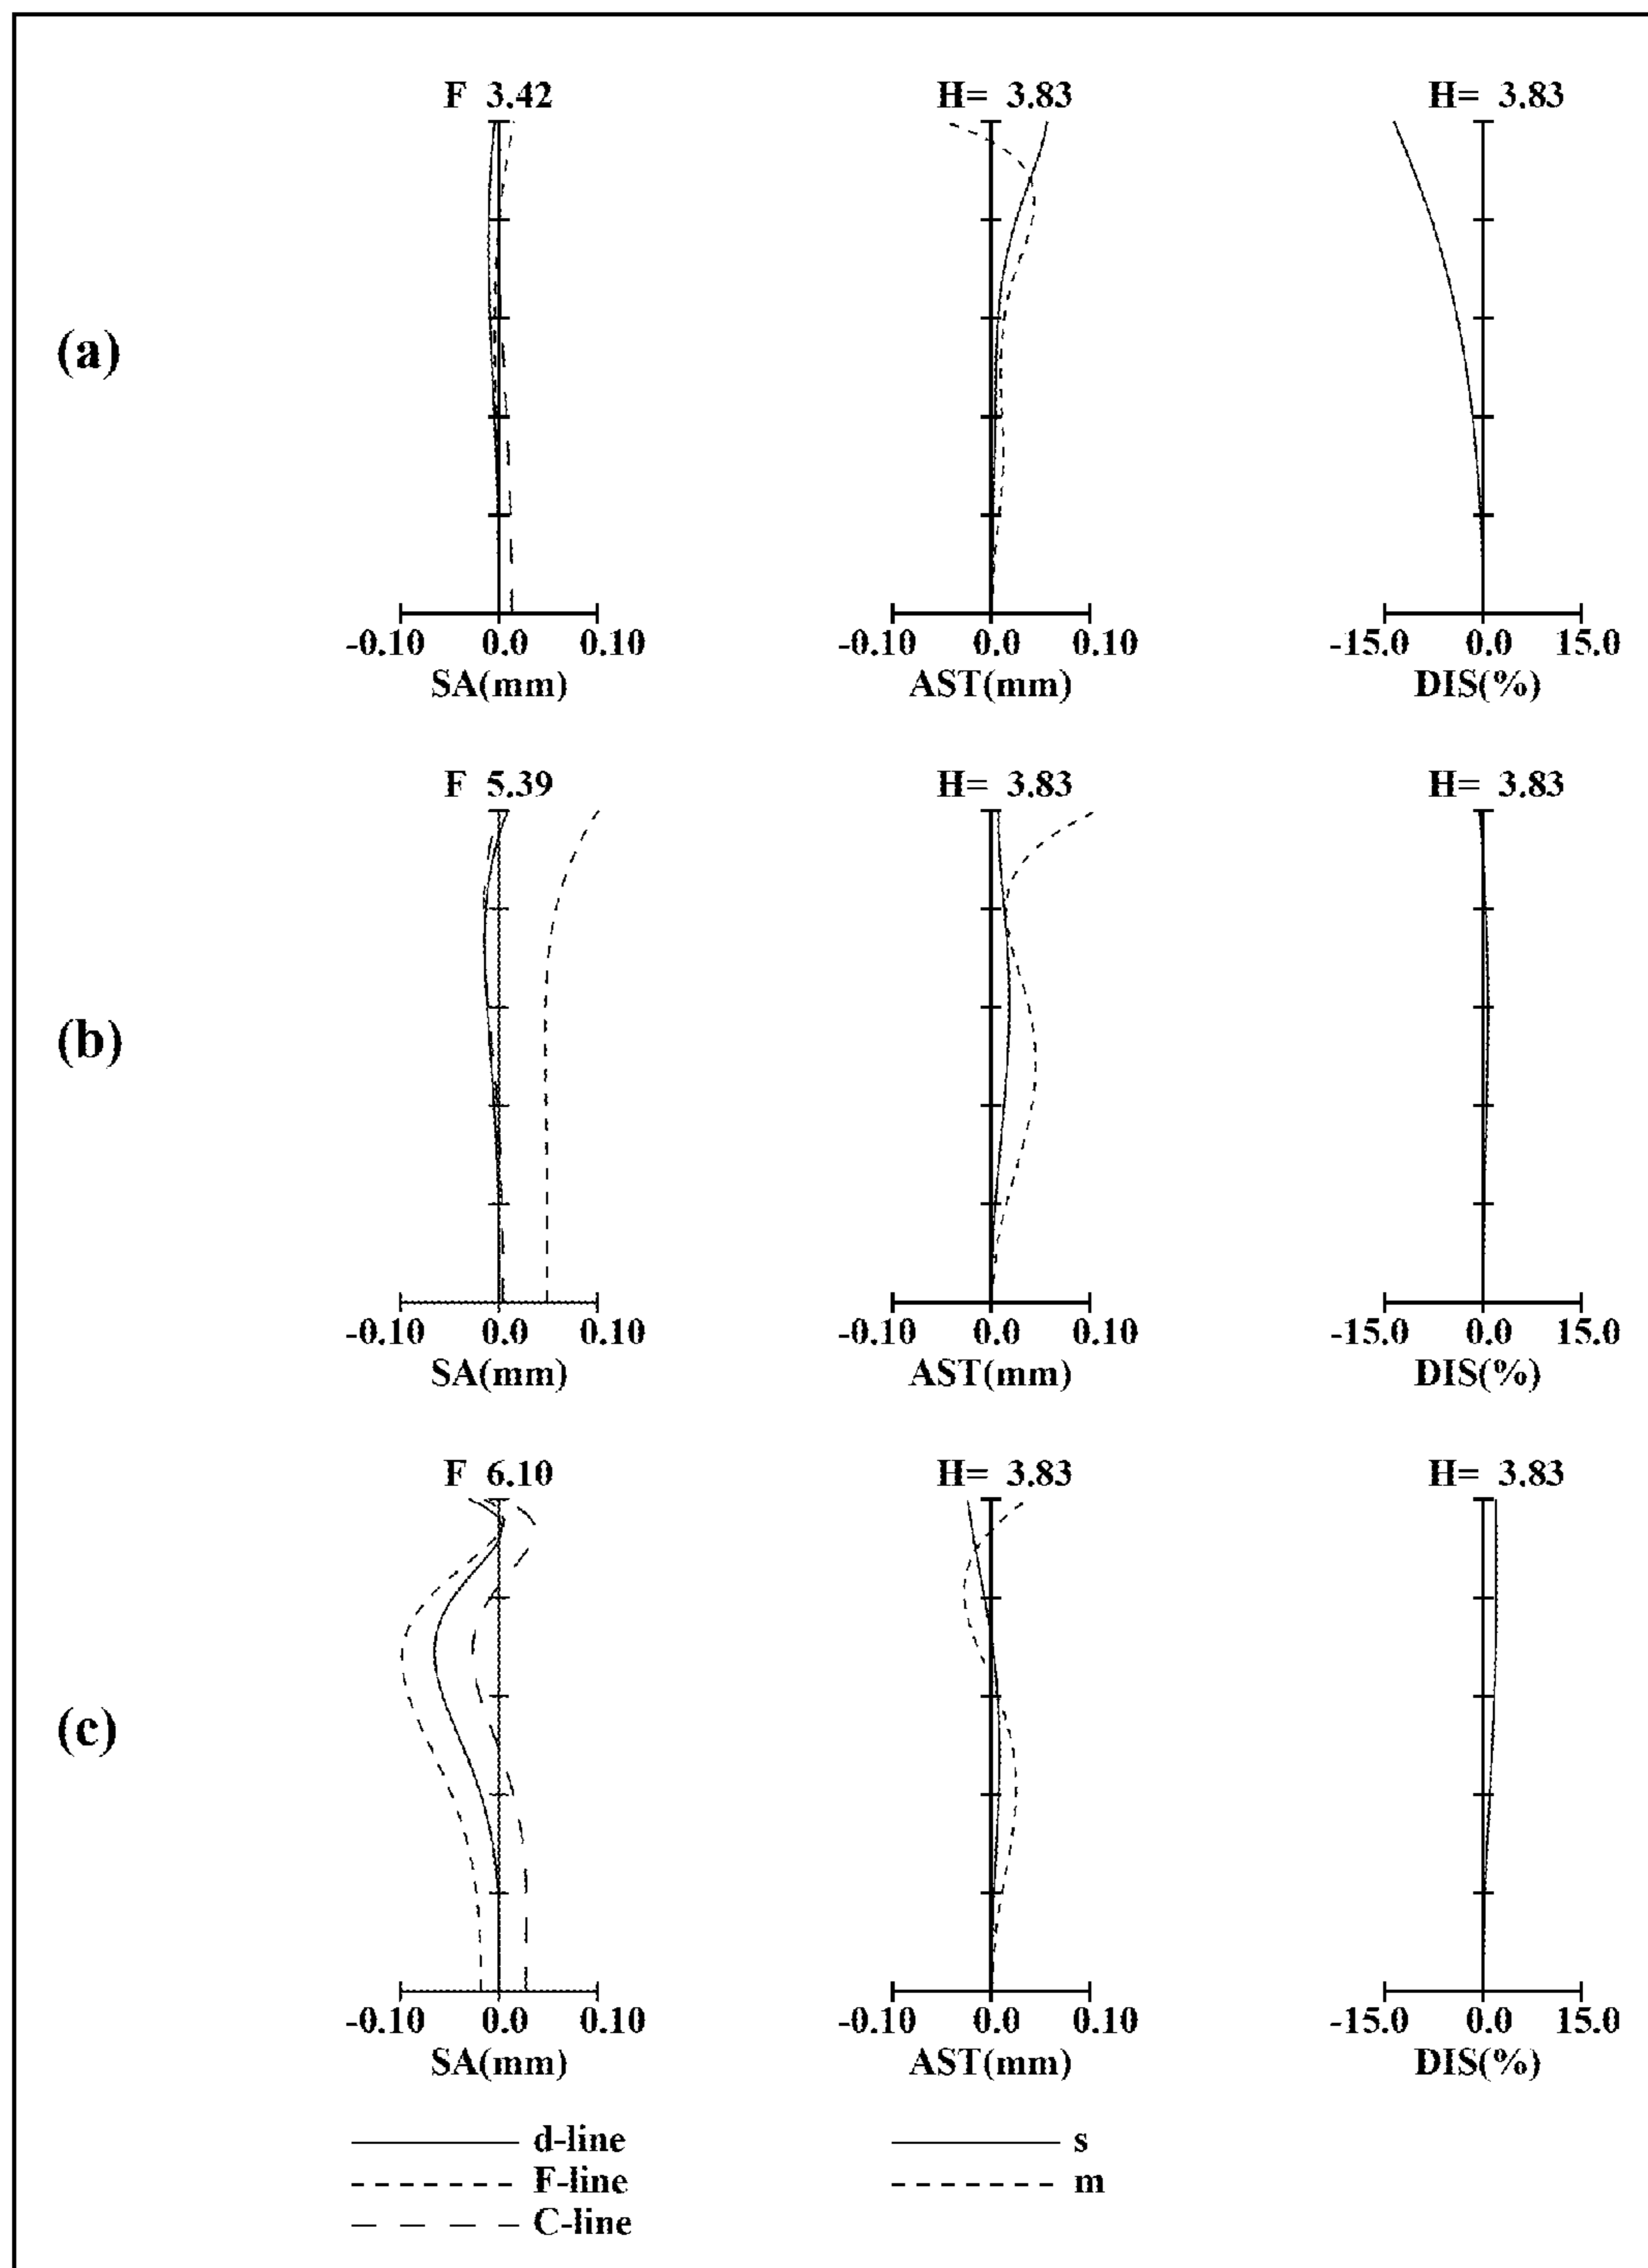 F 3.42 H= 3.83 H= 3.83
(a)
-0.10 0.0 0.10 -0.10 0.0 0.10 -15.0 0.0 15.0
SA(mm) AST(mm) DIS(%)
F 5.39 H= 3.83 H= 3.83
(b)
-0.10 0.0 0.10 -0.10 0.0 0.10 -15.0 0.0 15.0
SA(mm) AST(mm) DIS(%)
F 6.10 H= 3.83 H= 3.83
(c)
-0.10 0.0 0.10 -0.10 0.0 0.10 -15.0 0.0 15.0
SA(mm) AST(mm) DIS(%)
d-line s
F-line m
C-line